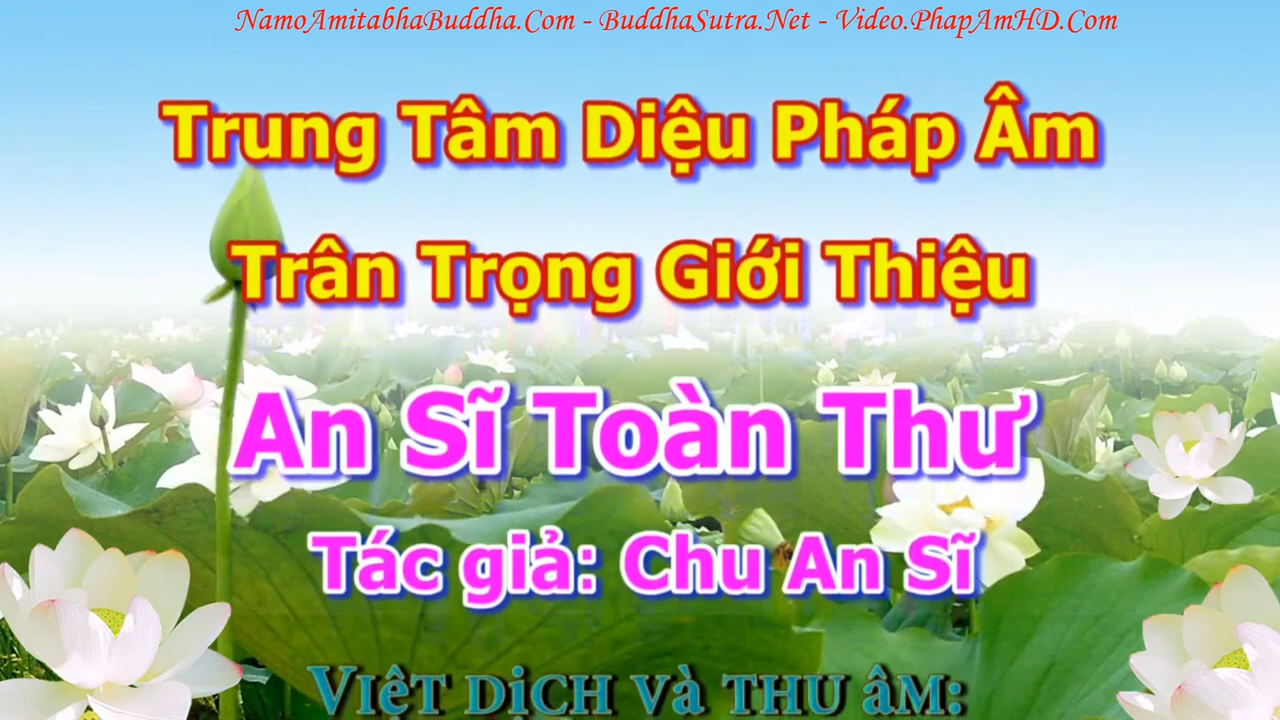 NamoAmitabhaBuddha.Com - BuddhaSutra.Net - Video.PhapAmHD.Com
Trung Tâm Diệu Pháp Âm
Trân Trọng Giới Thiệu
An Sĩ Toàn Thư
Tác giả: Chu An Sĩ
Việt dịch và thu âm: